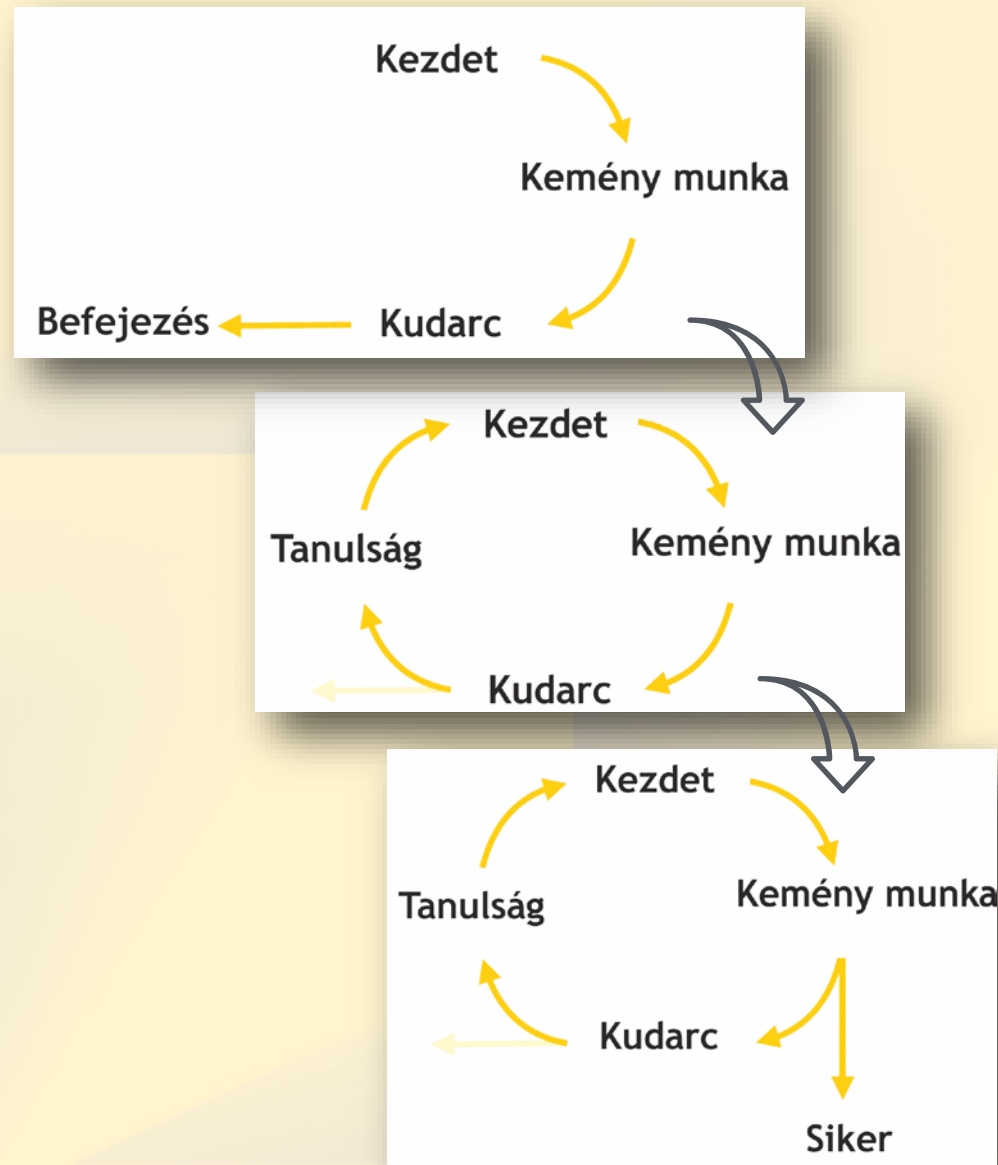 Kezdet
Kemény munka
Befejezés
Kudarc
Kezdet
Tanulság
Kemény munka
Kudarc
Kezdet
Tanulság
Kemény munka
Kudarc
Siker